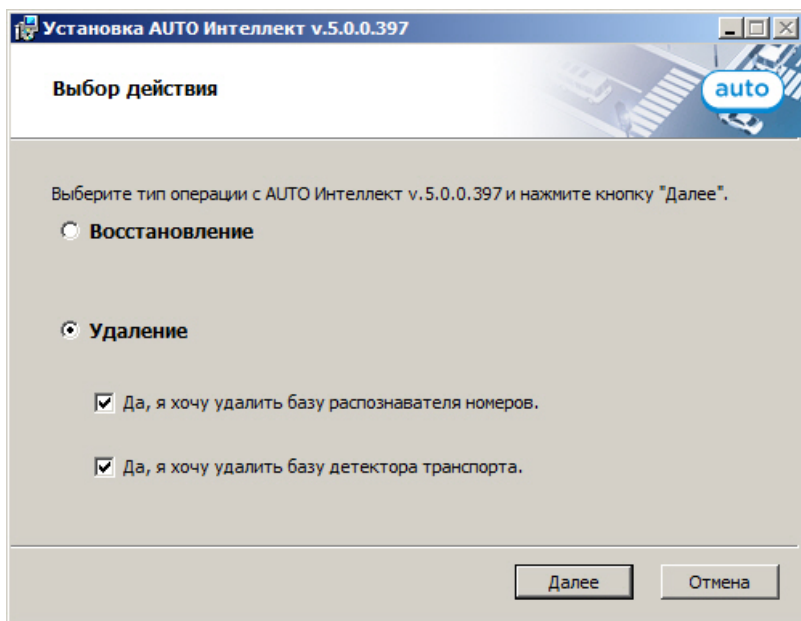 Установка AUTO Интеллект v.5.0.0.397
Выбор действия
auto
Выберите тип операции с AUTO Интеллект v.5.0.0.397 и нажмите кнопку "Далее".
Восстановление
Удаление
Да, я хочу удалить базу распознавателя номеров.
Да, я хочу удалить базу детектора транспорта.
Далее
Отмена